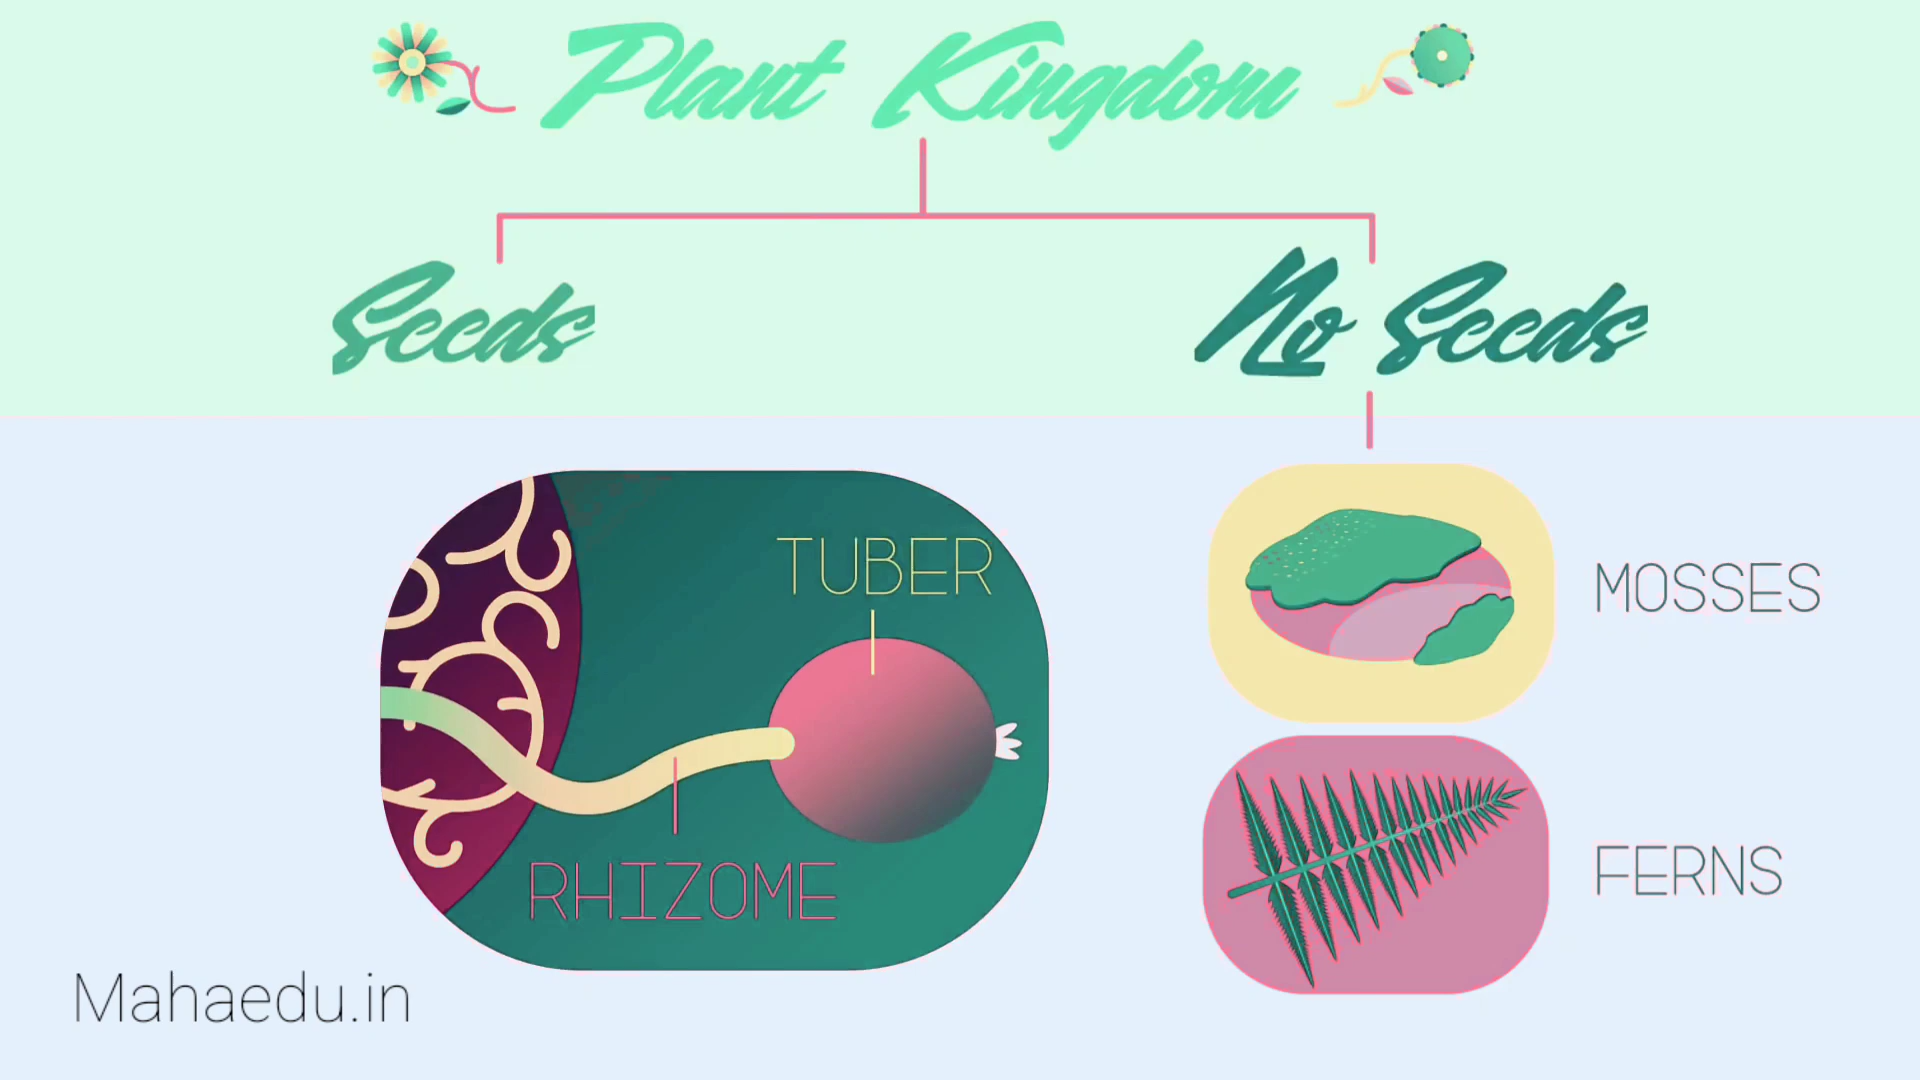 Plant Kingdom
Seeds
No Seeds
TUBER
RHIZOME
MOSSES
FERNS
Mahaedu.in